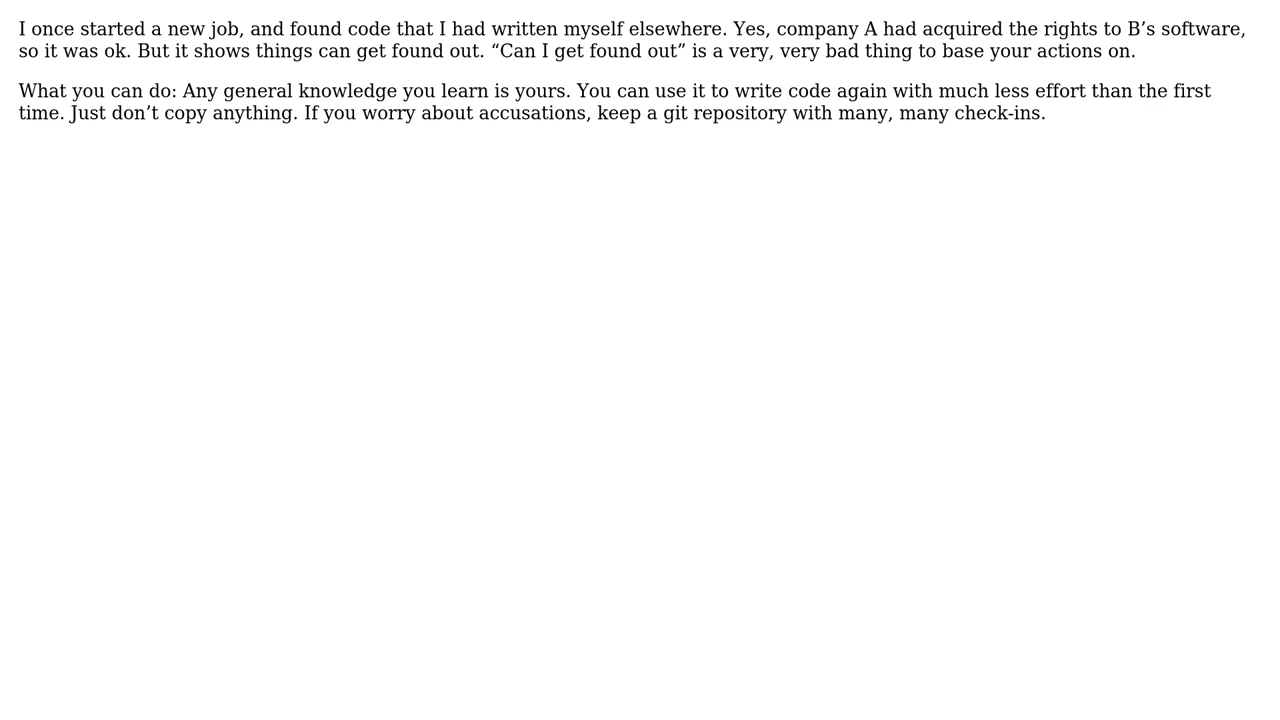 I once started a new job, and found code that I had written myself elsewhere. Yes, company A had acquired the rights to B’s software,
so it was ok. But it shows things can get found out. “Can I get found out” is a very, very bad thing to base your actions on.
What you can do: Any general knowledge you learn is yours. You can use it to write code again with much less effort than the first
time. Just don’t copy anything. If you worry about accusations, keep a git repository with many, many check-ins.